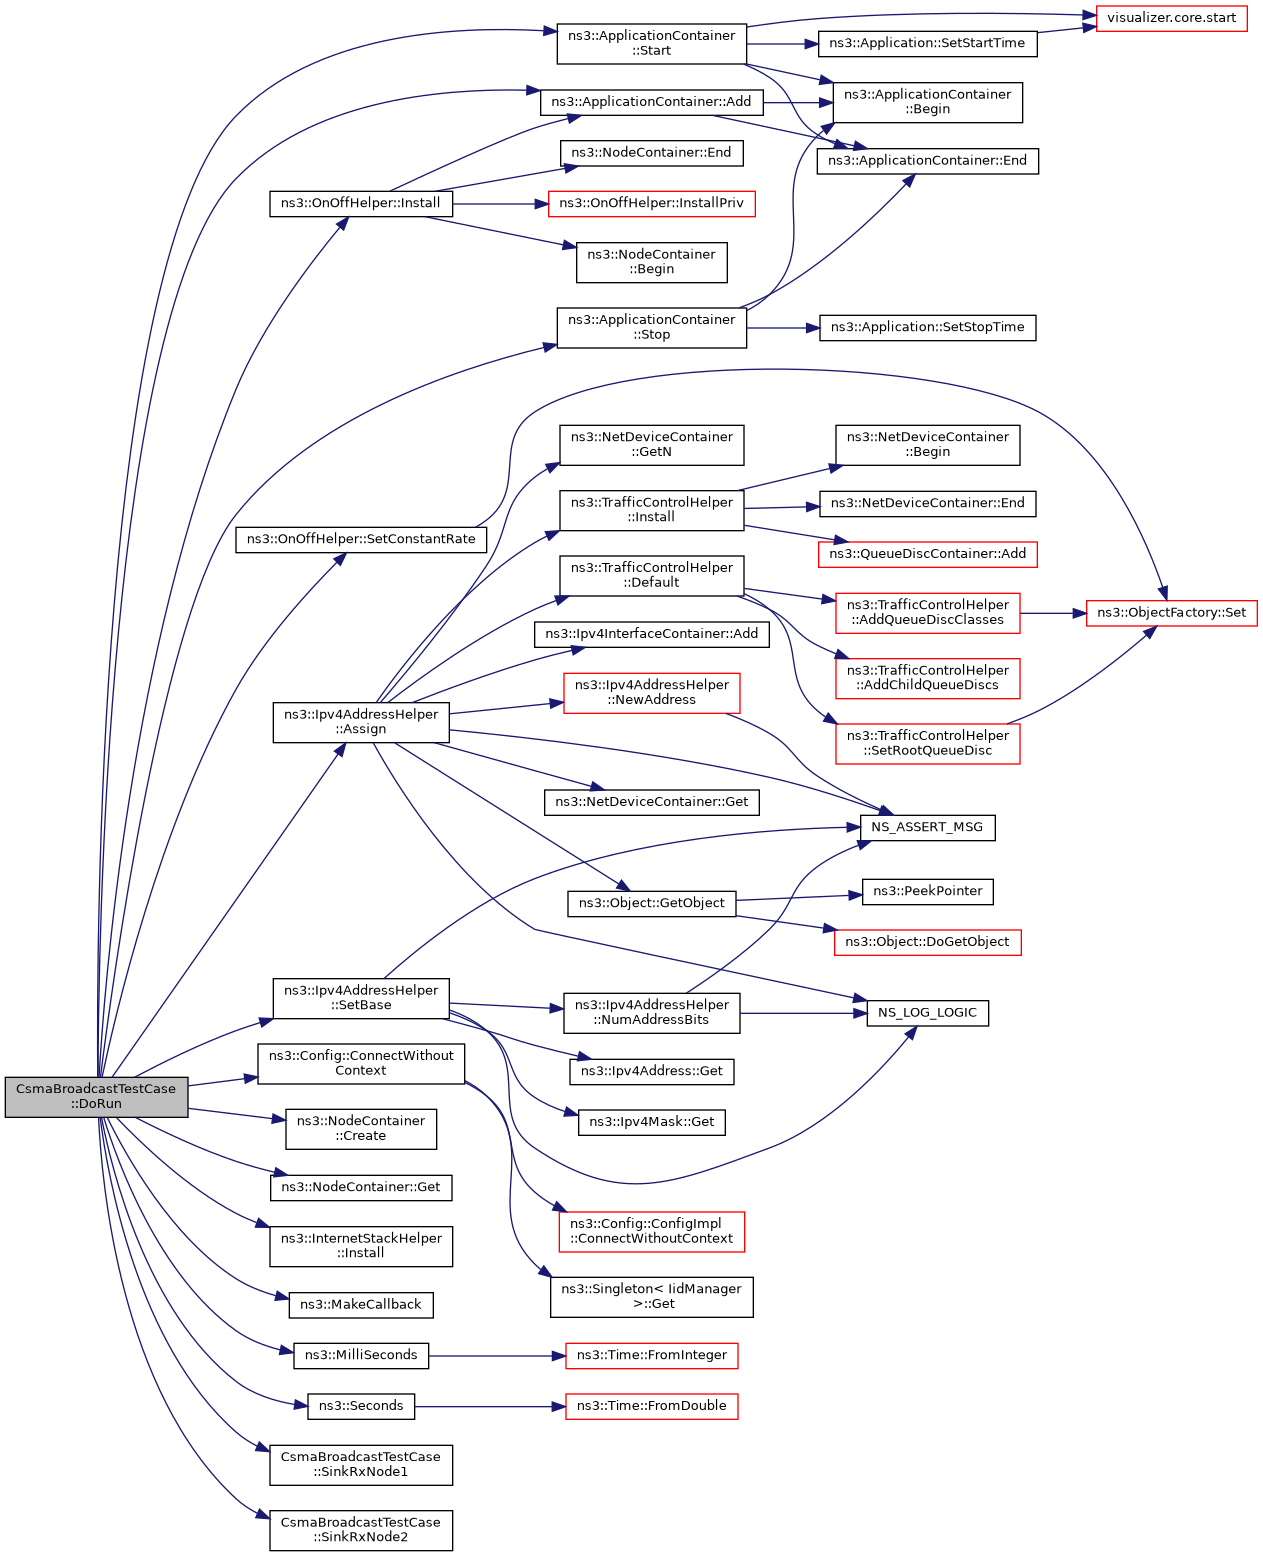 ns3::ApplicationContainer
::Start
visualizer.core.start
ns3::Application::SetStartTime
ns3::ApplicationContainer::Add
ns3::ApplicationContainer
::Begin
ns3::NodeContainer::End
ns3::ApplicationContainer::End
ns3::OnOffHelper::Install
ns3::OnOffHelper::InstallPriv
ns3::NodeContainer
::Begin
ns3::ApplicationContainer
::Stop
ns3::Application::SetStopTime
ns3::NetDeviceContainer
::GetN
ns3::NetDeviceContainer
::Begin
ns3::TrafficControlHelper
::Install
ns3::NetDeviceContainer::End
ns3::OnOffHelper::SetConstantRate
ns3::QueueDiscContainer::Add
ns3::TrafficControlHelper
::Default
ns3::TrafficControlHelper
::AddQueueDiscClasses
ns3::ObjectFactory::Set
ns3::Ipv4InterfaceContainer::Add
ns3::TrafficControlHelper
::AddChildQueueDiscs
ns3::Ipv4AddressHelper
::NewAddress
ns3::Ipv4AddressHelper
::Assign
ns3::TrafficControlHelper
::SetRootQueueDisc
ns3::NetDeviceContainer::Get
NS_ASSERT_MSG
ns3::PeekPointer
ns3::Object::GetObject
ns3::Object::DoGetObject
ns3::Ipv4AddressHelper
::SetBase
ns3::Ipv4AddressHelper
::NumAddressBits
NS_LOG_LOGIC
ns3::Config::ConnectWithout
Context
ns3::Ipv4Address::Get
CsmaBroadcastTestCase
::DoRun
ns3::NodeContainer
::Create
ns3::Ipv4Mask::Get
ns3::NodeContainer::Get
ns3::Config::ConfigImpl
::ConnectWithoutContext
ns3::InternetStackHelper
::Install
ns3::Singleton< IidManager
>::Get
ns3::MakeCallback
ns3::MilliSeconds
ns3::Time::FromInteger
ns3::Seconds
ns3::Time::FromDouble
CsmaBroadcastTestCase
::SinkRxNode1
CsmaBroadcastTestCase
::SinkRxNode2